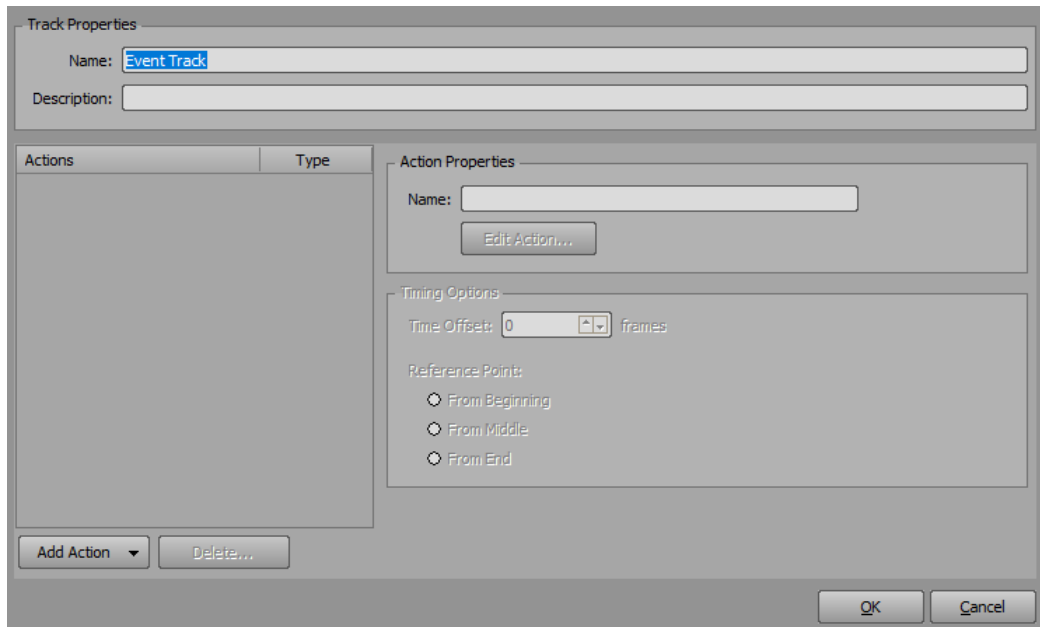 Track Properties
Name: Event Track
Description:
Actions Type
Action Properties
Name:
Edit Action...
Timing Options
Time Offset: 0 frames
Reference Point:
From Beginning
From Middle
From End
Add Action Delete...
OK Cancel